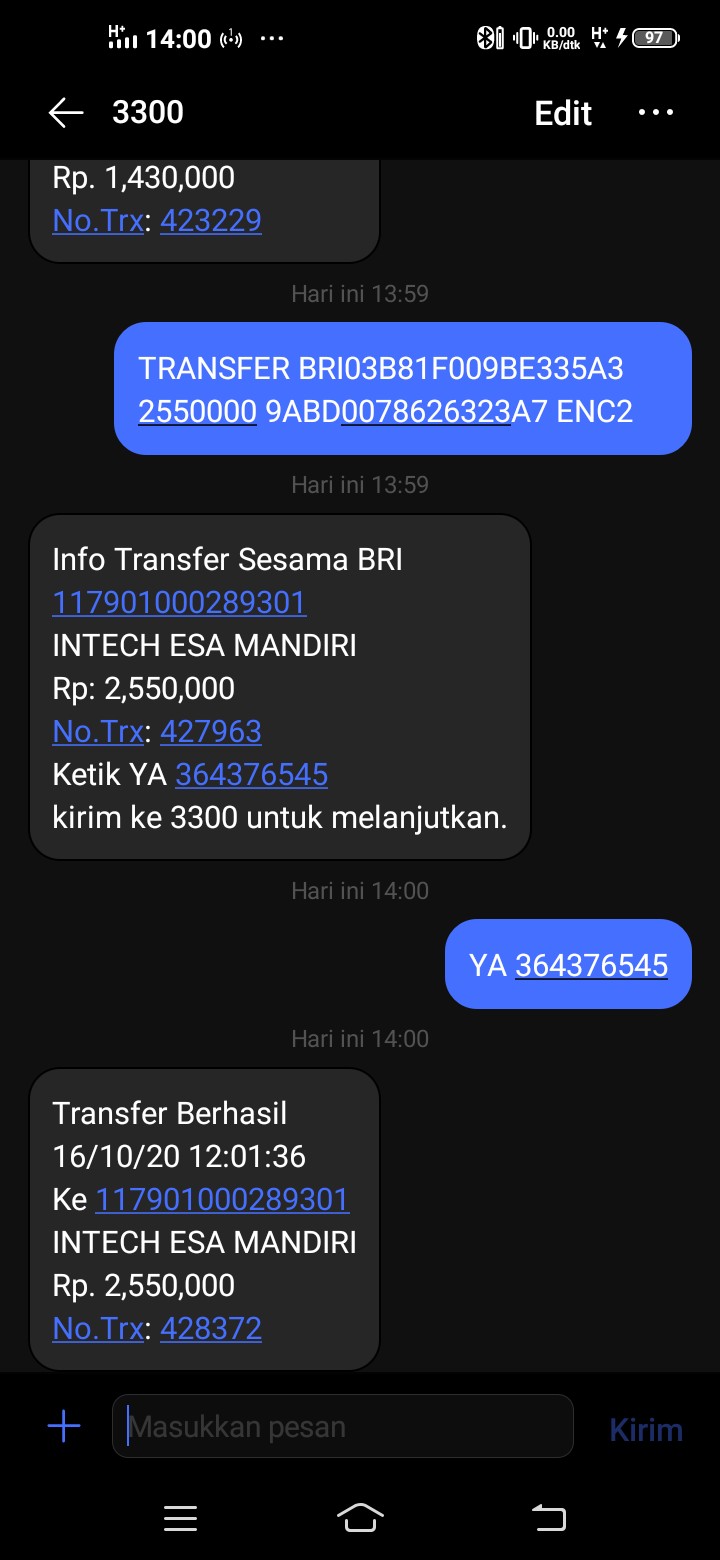 H+ 14:00 ...
0.00 KB/dtk H+ 97
3300 Edit ...
Rp. 1,430,000
No.Trx: 423229
Hari ini 13:59
TRANSFER BRI03B81F009BE335A3
2550000 9ABD0078626323A7 ENC2
Hari ini 13:59
Info Transfer Sesama BRI
117901000289301
INTECH ESA MANDIRI
Rp: 2,550,000
No.Trx: 427963
Ketik YA 364376545
kirim ke 3300 untuk melanjutkan.
Hari ini 14:00
YA 364376545
Hari ini 14:00
Transfer Berhasil
16/10/20 12:01:36
Ke 117901000289301
INTECH ESA MANDIRI
Rp. 2,550,000
No.Trx: 428372
Masukkan pesan Kirim